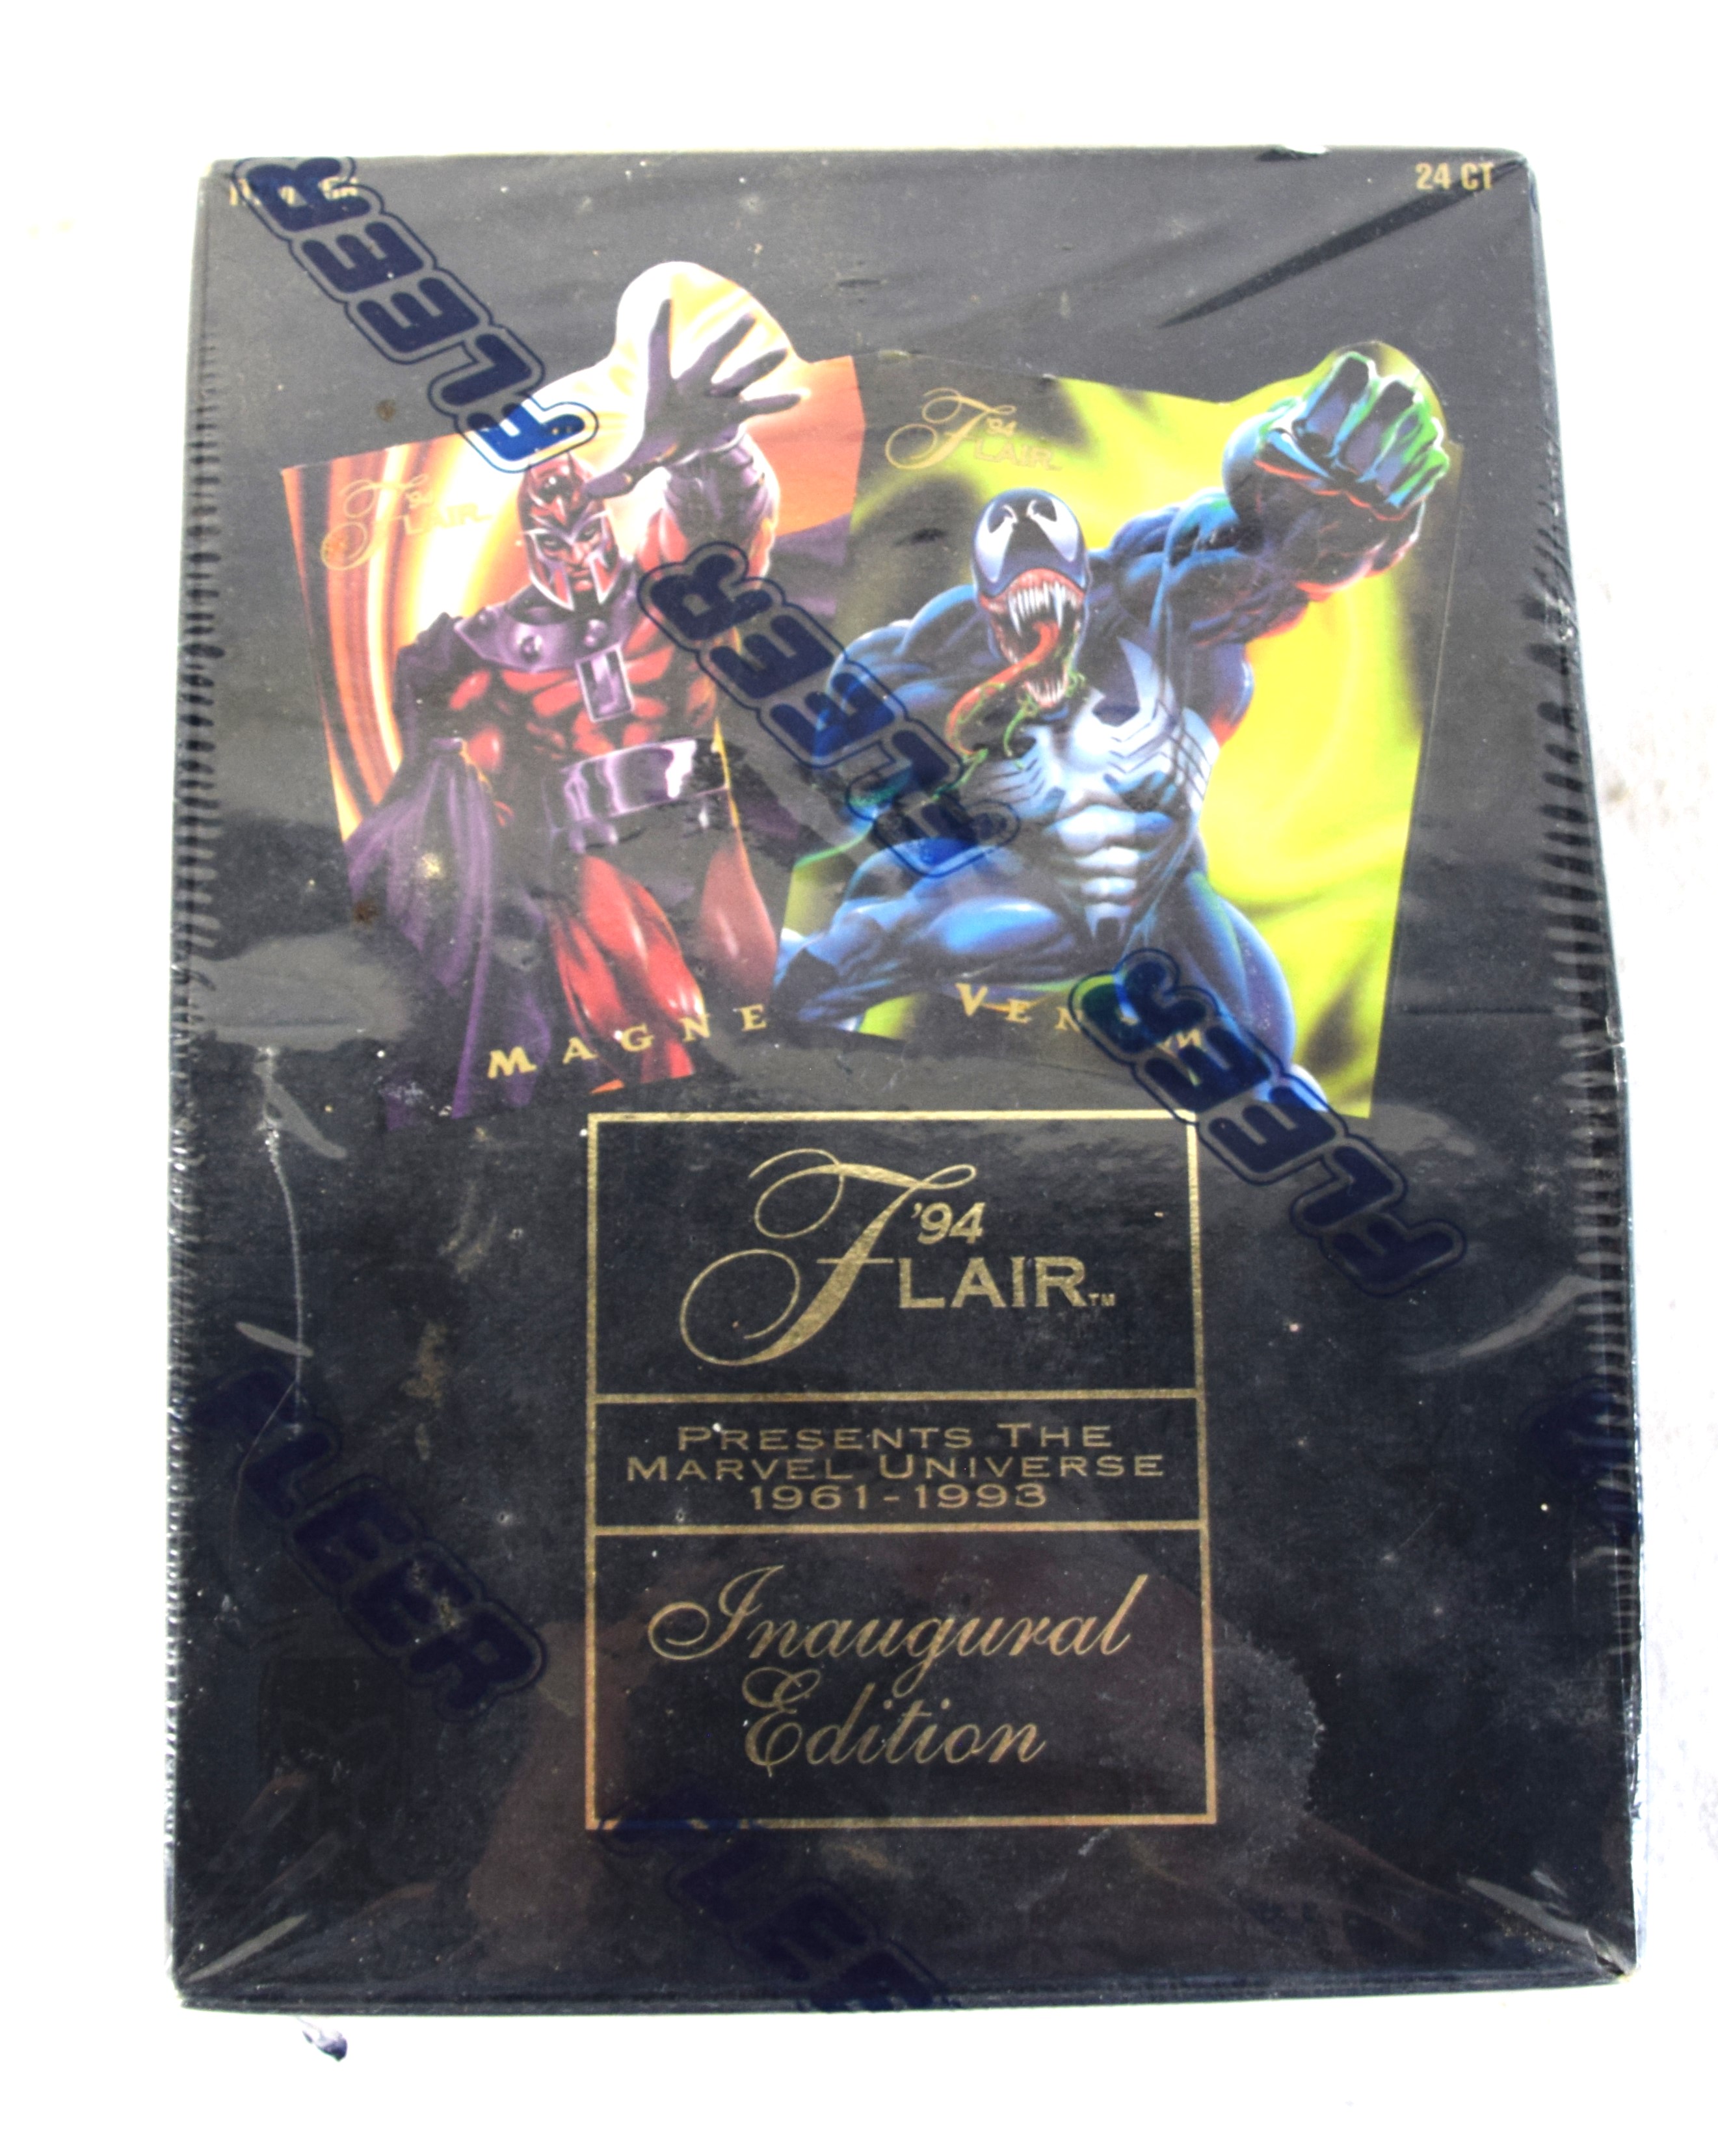 24 CT
FLEER
'94
FLAIR
'94
FLAIR
FLEER
MAGNE
VEN
FLEER
'94
FLAIR™
PRESENTS THE
MARVEL UNIVERSE
1961-1993
FLEER
Inaugural
Edition